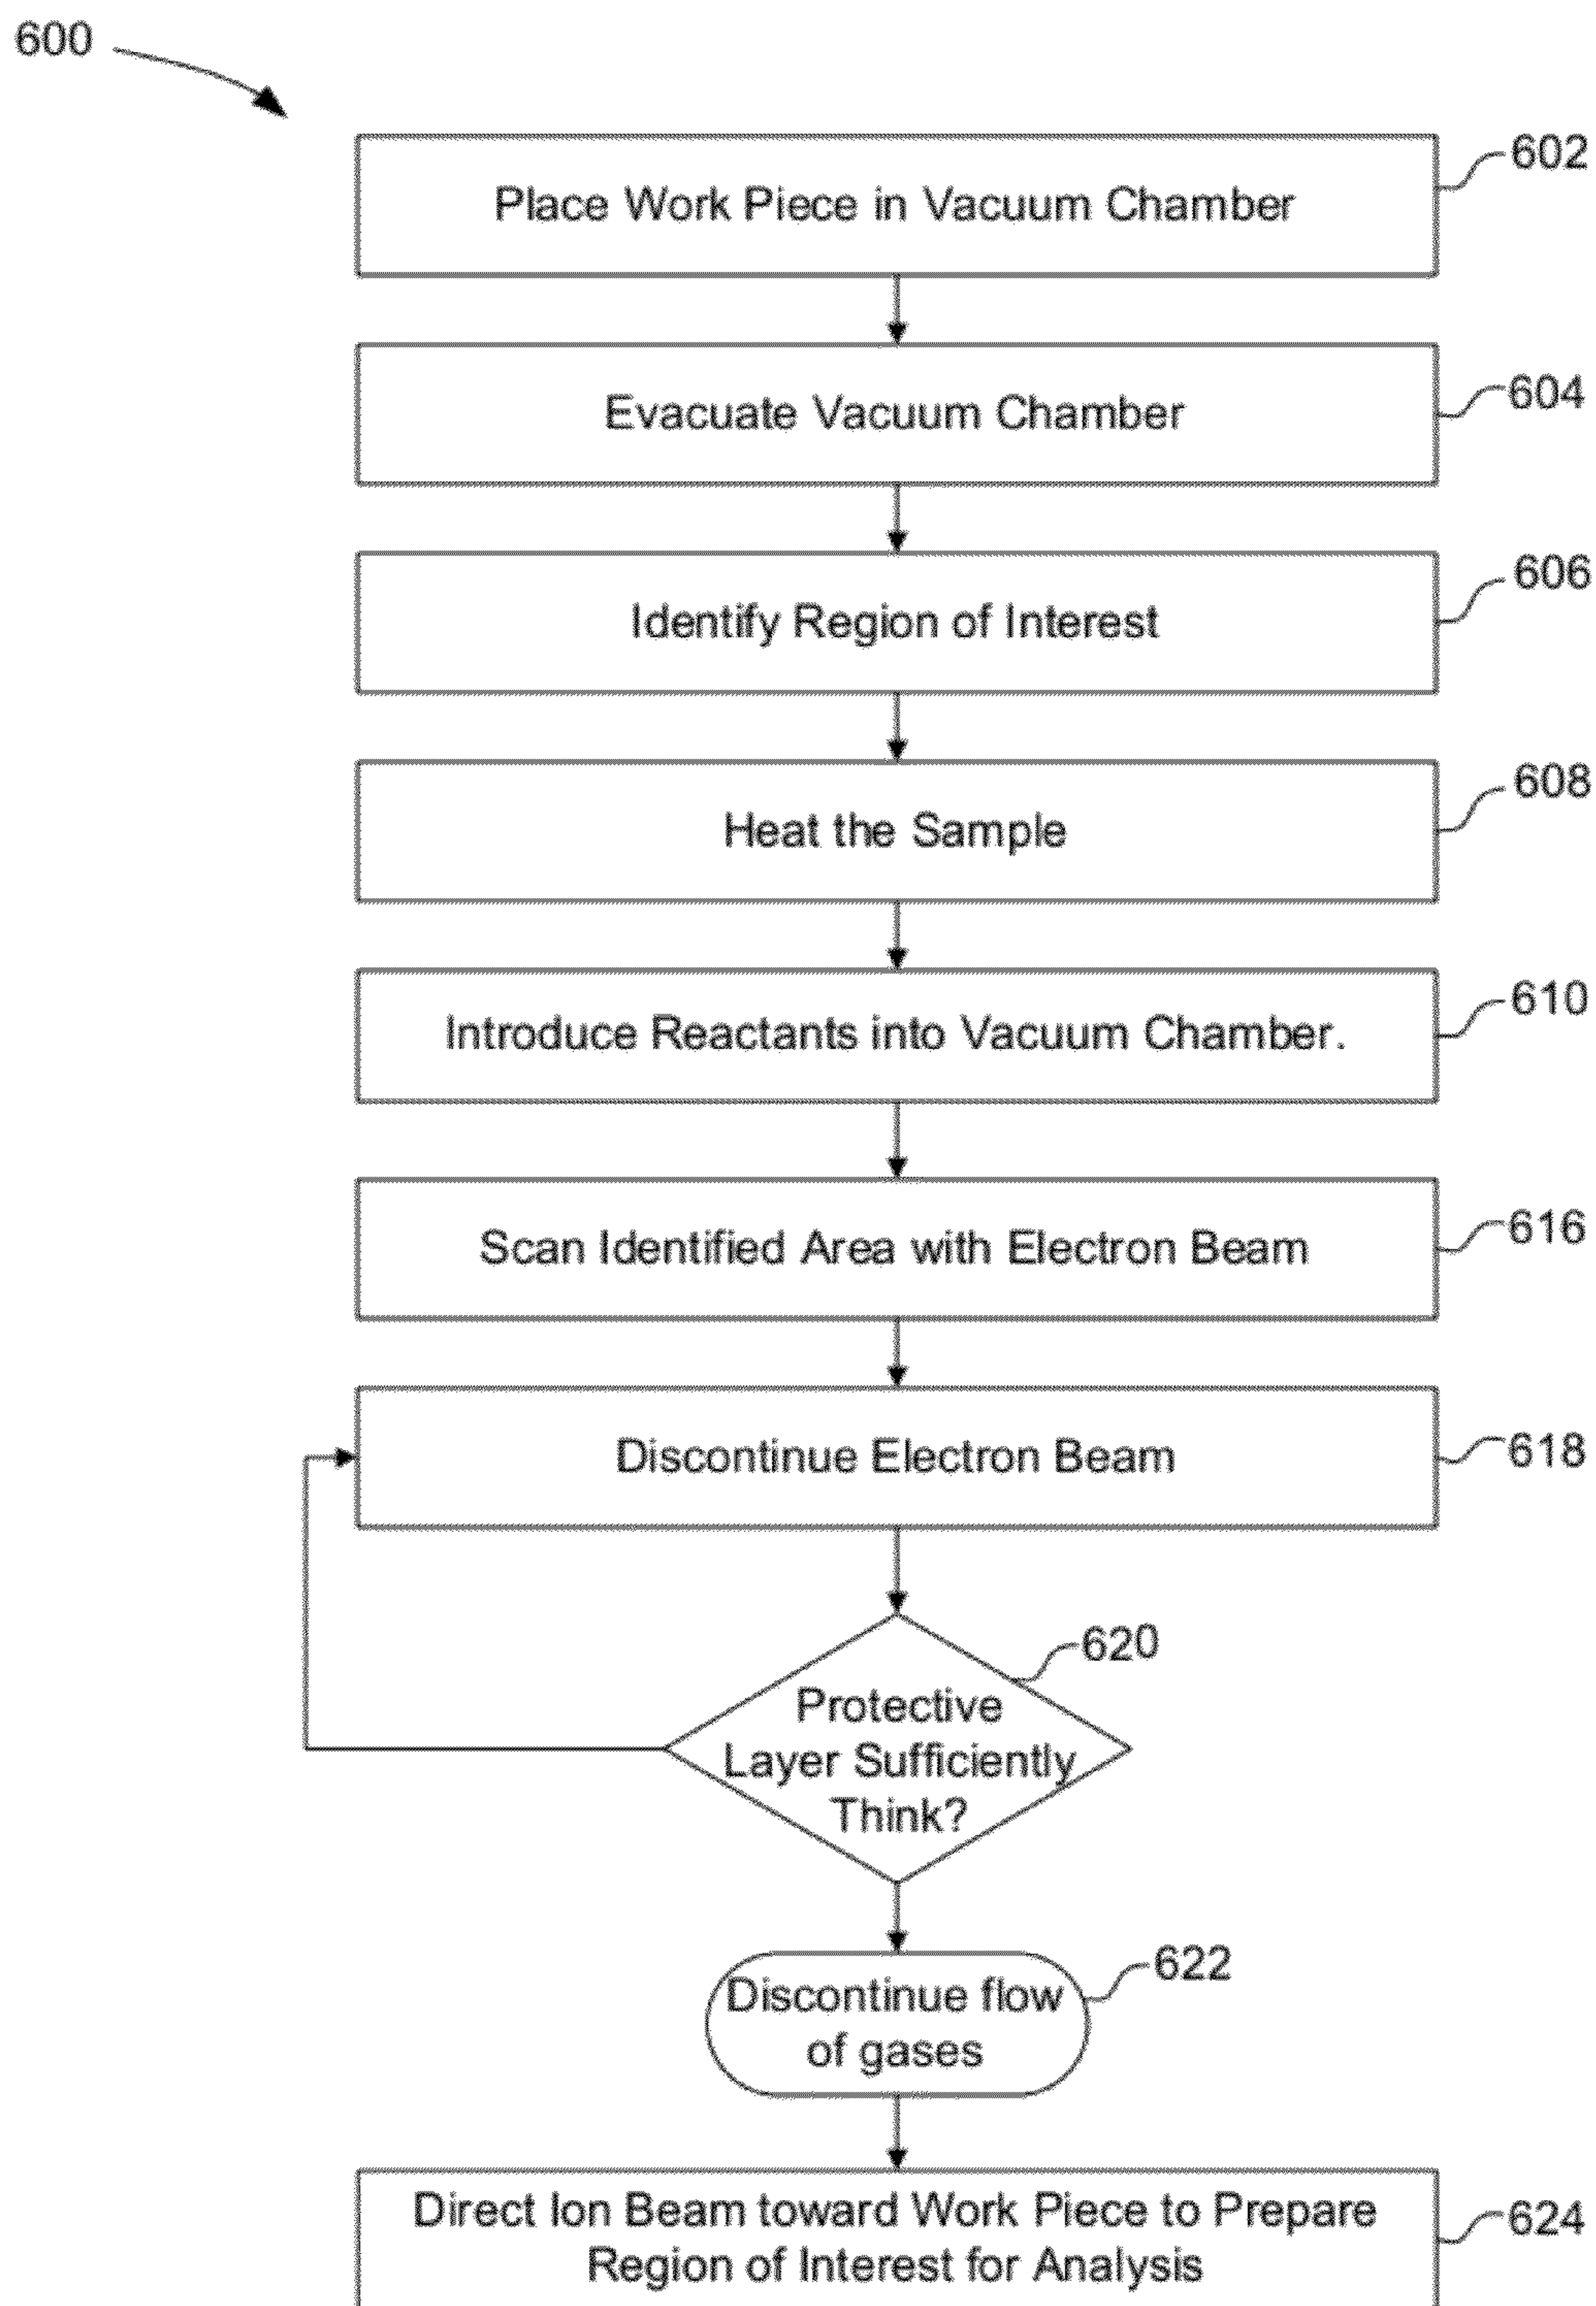 600
Place Work Piece in Vacuum Chamber
602
Evacuate Vacuum Chamber
604
Identify Region of Interest
606
Heat the Sample
608
Introduce Reactants into Vacuum Chamber.
610
Scan Identified Area with Electron Beam
616
Discontinue Electron Beam
618
620
Protective
Layer Sufficiently
Think?
Discontinue flow
of gases
622
Direct Ion Beam toward Work Piece to Prepare
Region of Interest for Analysis
624